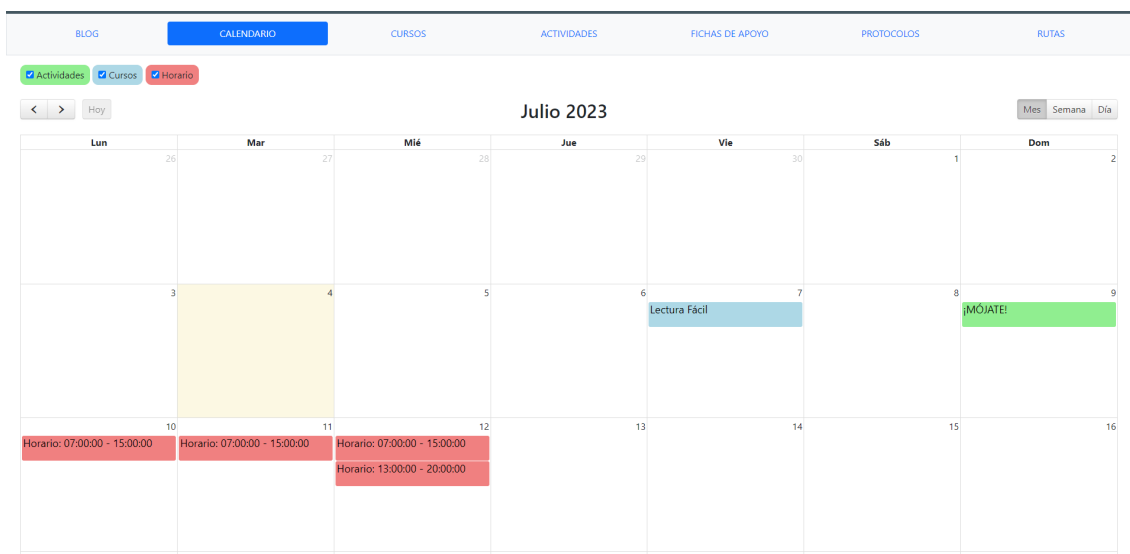 BLOG CALENDARIO CURSOS ACTIVIDADES FICHAS DE APOYO PROTOCOLOS RUTAS
Actividades Cursos Horario
Hoy Julio 2023 Mes Semana Día
Lun Mar Mié Jue Vie Sáb Dom
26 27 28 29 30 1 2
3 4 5 6 7 8 9
Lectura Fácil ¡MÓJATE!
10 11 12 13 14 15 16
Horario: 07:00:00 - 15:00:00 Horario: 07:00:00 - 15:00:00 Horario: 07:00:00 - 15:00:00
Horario: 13:00:00 - 20:00:00